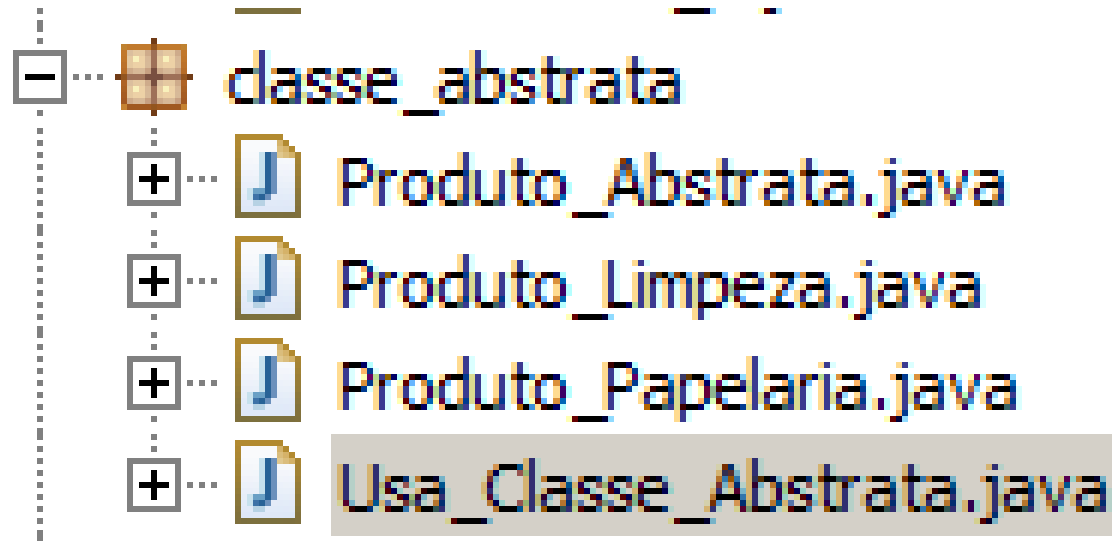 classe_abstrata
Produto_Abstrata.java
Produto_Limpeza.java
Produto_Papelaria.java
Usa_Classe_Abstrata.java